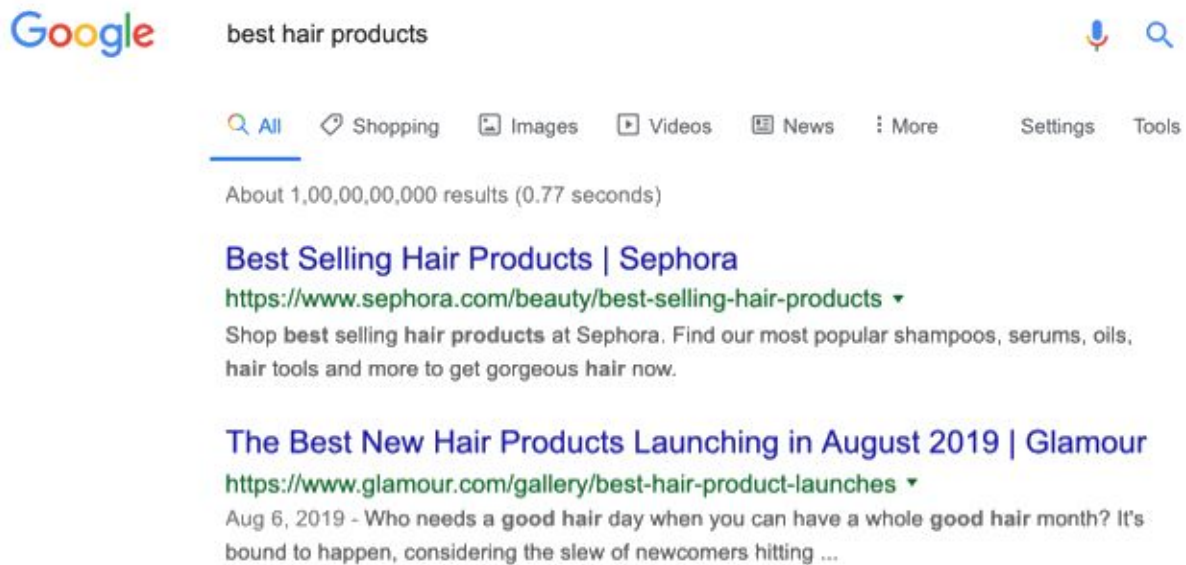 Google best hair products
All Shopping Images Videos News More Settings Tools
About 1,00,00,00,000 results (0.77 seconds)
Best Selling Hair Products | Sephora
https://www.sephora.com/beauty/best-selling-hair-products
Shop best selling hair products at Sephora. Find our most popular shampoos, serums, oils,
hair tools and more to get gorgeous hair now.
The Best New Hair Products Launching in August 2019 | Glamour
https://www.glamour.com/gallery/best-hair-product-launches
Aug 6, 2019 - Who needs a good hair day when you can have a whole good hair month? It's
bound to happen, considering the slew of newcomers hitting ...